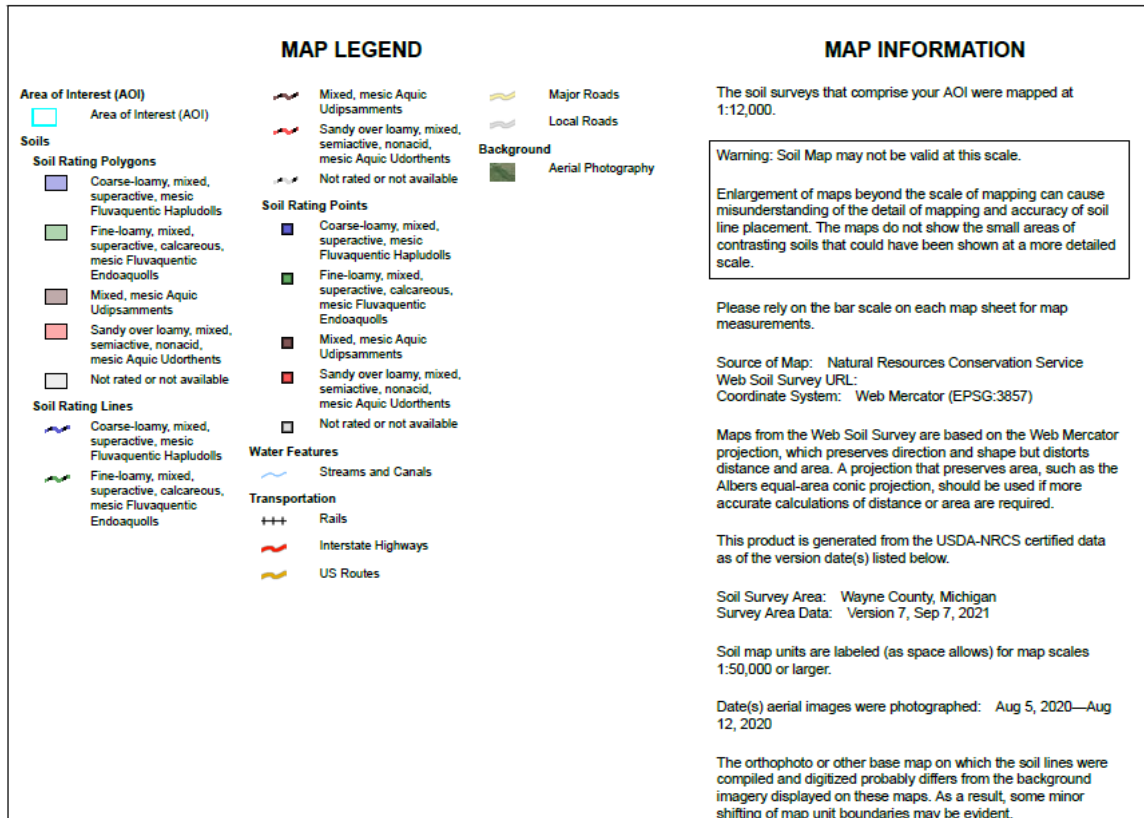 MAP LEGEND
Area of Interest (AOI)
Area of Interest (AOI)
Soils
Soil Rating Polygons
Coarse-loamy, mixed,
superactive, mesic
Fluvaquentic Hapludolls
Fine-loamy, mixed,
superactive, calcareous,
mesic Fluvaquentic
Endoaquolls
Mixed, mesic Aquic
Udipsamments
Sandy over loamy, mixed,
semiactive, nonacid,
mesic Aquic Udorthents
Not rated or not available
Soil Rating Lines
Coarse-loamy, mixed,
superactive, mesic
Fluvaquentic Hapludolls
Fine-loamy, mixed,
superactive, calcareous,
mesic Fluvaquentic
Endoaquolls
Mixed, mesic Aquic
Udipsamments
Sandy over loamy, mixed,
semiactive, nonacid,
mesic Aquic Udorthents
Not rated or not available
Soil Rating Points
Coarse-loamy, mixed,
superactive, mesic
Fluvaquentic Hapludolls
Fine-loamy, mixed,
superactive, calcareous,
mesic Fluvaquentic
Endoaquolls
Mixed, mesic Aquic
Udipsamments
Sandy over loamy, mixed,
semiactive, nonacid,
mesic Aquic Udorthents
Not rated or not available
Water Features
Streams and Canals
Transportation
Rails
Interstate Highways
US Routes
Major Roads
Local Roads
Background
Aerial Photography
MAP INFORMATION
The soil surveys that comprise your AOI were mapped at
1:12,000.
Warning: Soil Map may not be valid at this scale.
Enlargement of maps beyond the scale of mapping can cause
misunderstanding of the detail of mapping and accuracy of soil
line placement. The maps do not show the small areas of
contrasting soils that could have been shown at a more detailed
scale.
Please rely on the bar scale on each map sheet for map
measurements.
Source of Map: Natural Resources Conservation Service
Web Soil Survey URL:
Coordinate System: Web Mercator (EPSG:3857)
Maps from the Web Soil Survey are based on the Web Mercator
projection, which preserves direction and shape but distorts
distance and area. A projection that preserves area, such as the
Albers equal-area conic projection, should be used if more
accurate calculations of distance or area are required.
This product is generated from the USDA-NRCS certified data
as of the version date(s) listed below.
Soil Survey Area: Wayne County, Michigan
Survey Area Data: Version 7, Sep 7, 2021
Soil map units are labeled (as space allows) for map scales
1:50,000 or larger.
Date(s) aerial images were photographed: Aug 5, 2020—Aug
12, 2020
The orthophoto or other base map on which the soil lines were
compiled and digitized probably differs from the background
imagery displayed on these maps. As a result, some minor
shifting of map unit boundaries may be evident.